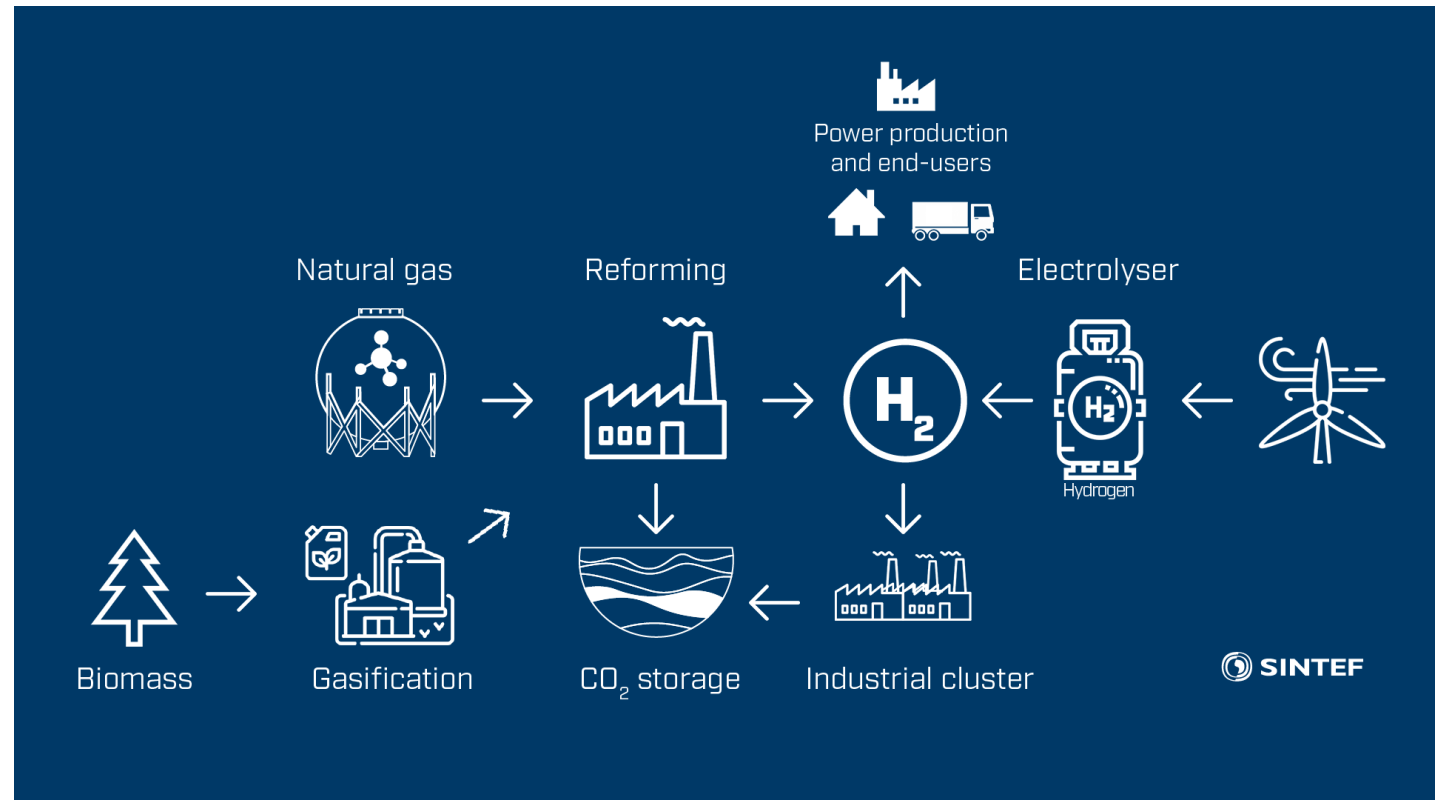 Power production
and end-users
Natural gas
Reforming
Electrolyser
H₂
H₂
Hydrogen
Biomass
Gasification
CO₂ storage
Industrial cluster
SINTEF